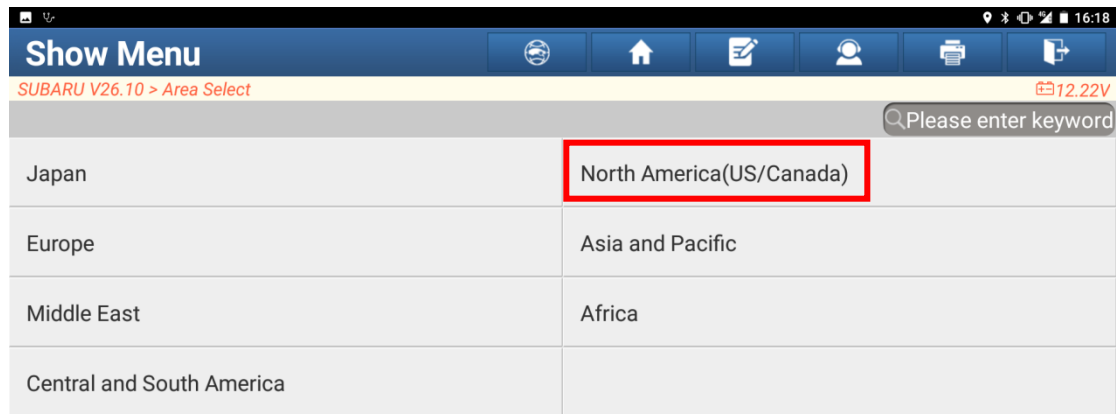 16:18
Show Menu
SUBARU V26.10 > Area Select
12.22V
Please enter keyword
Japan
North America(US/Canada)
Europe
Asia and Pacific
Middle East
Africa
Central and South America